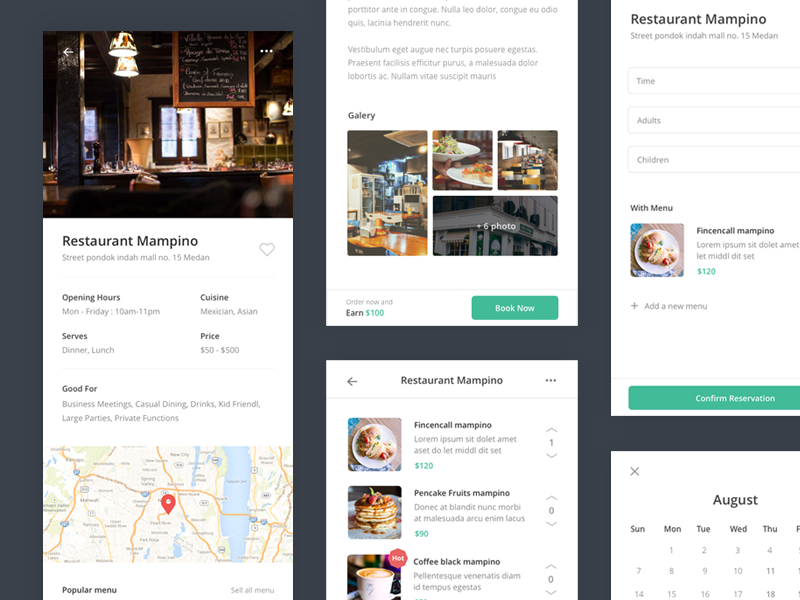 Restaurant Mampino
Street pondok indah mall no. 15 Medan
Opening Hours
Mon - Friday : 10am-11pm
Cuisine
Mexician, Asian
Serves
Dinner, Lunch
Price
$50 - $500
Good For
Business Meetings, Casual Dining, Drinks, Kid Friendl,
Large Parties, Private Functions
Popular menu
Sell all menu
porttitor ante in congue. Nulla leo dolor, congue eu odio
quis, lacinia hendrerit nunc.
Vestibulum eget augue nec turpis posuere egestas.
Praesent facilisis efficitur purus, a malesuada dolor
lobortis ac. Nullam vitae suscipit mauris
Galery
+ 6 photo
Order now and
Earn $100
Book Now
Restaurant Mampino
Fincencall mampino
Lorem ipsum sit dolet amet
aset do let middl dit set
$120
1
Pencake Fruits mampino
Donec at blandit nunc morbi
at malesuada arcu enim lacus
$90
0
Hot
Coffee black mampino
Pellentesque venenatis diam
id tempus egestas
0
Restaurant Mampino
Street pondok indah mall no. 15 Medan
Time
Adults
Children
With Menu
Fincencall mampino
Lorem ipsum sit dolet amet
let middl dit set
$120
+ Add a new menu
Confirm Reservation
August
Sun Mon Tue Wed Thu F
1 2 3 4
7 8 9 10 11
14 15 16 17 18